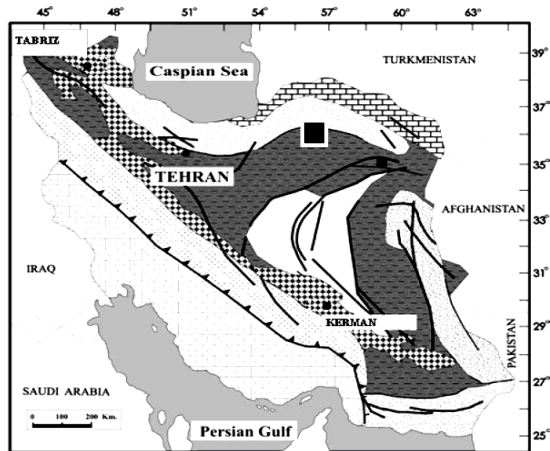 45° 48° 51° 54° 57° 60° 63°
TABRIZ
39°
Caspian Sea
TURKMENISTAN
37°
35°
TEHRAN
AFGHANISTAN
33°
IRAQ
31°
KERMAN
29°
PAKISTAN
SAUDI ARABIA
27°
0 100 200 Km.
Persian Gulf
25°